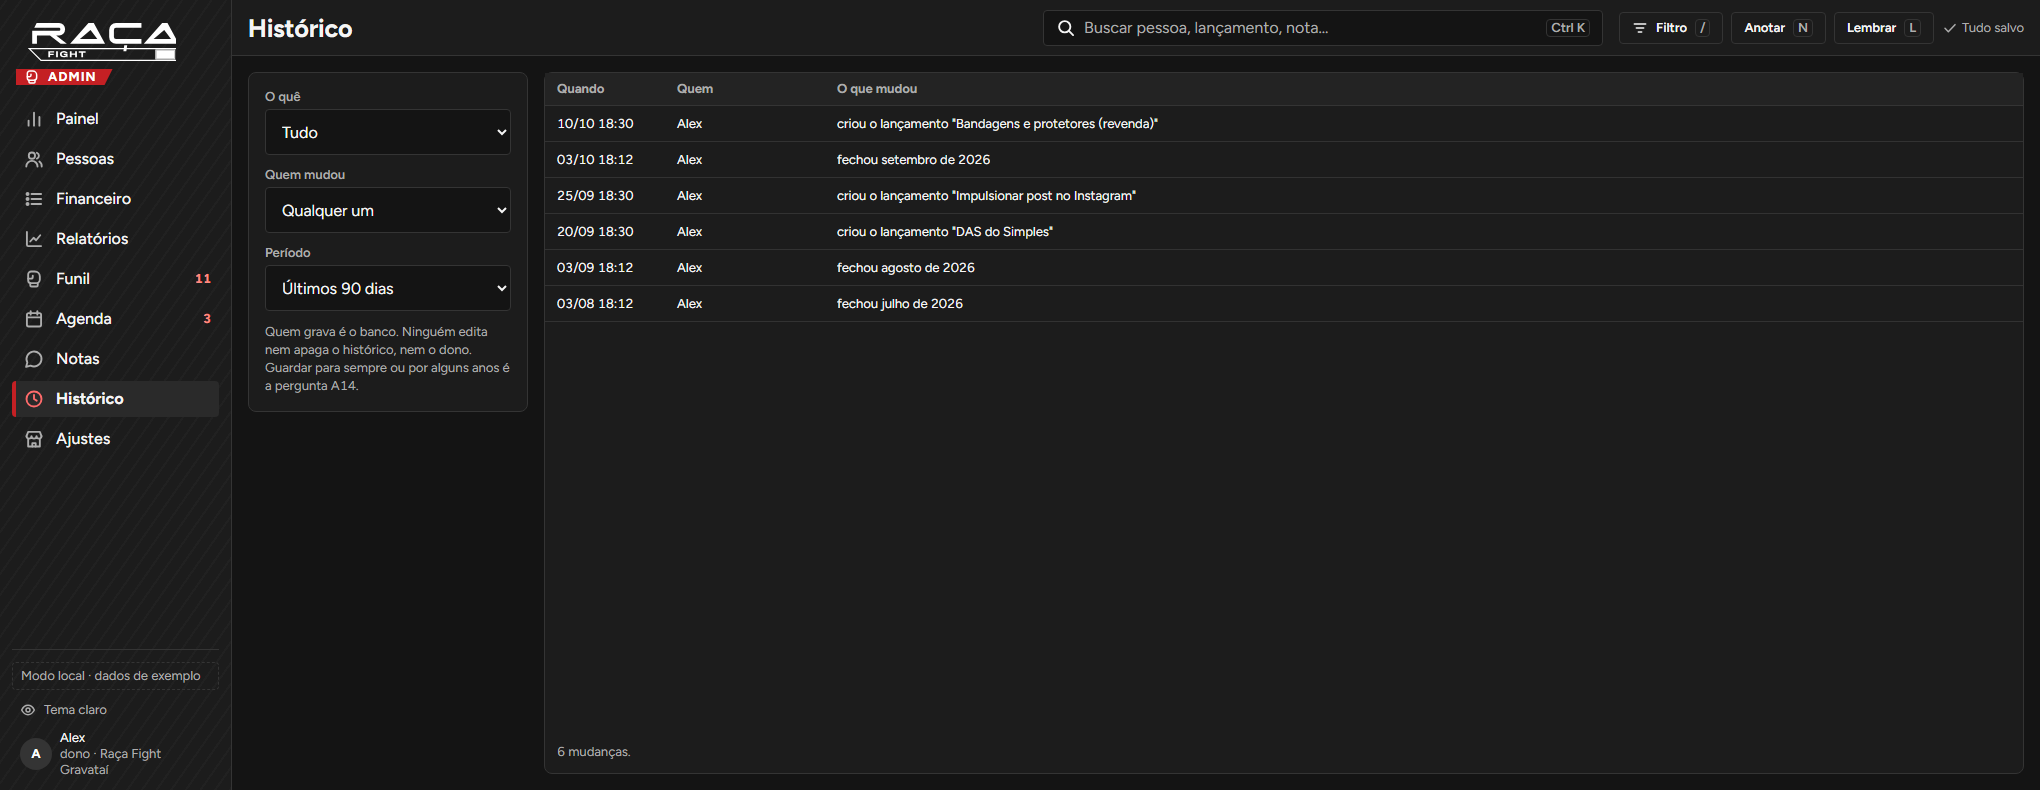 RAÇA
FIGHT
ADMIN
Painel
Pessoas
Financeiro
Relatórios
Funil 11
Agenda 3
Notas
Histórico
Ajustes
Modo local · dados de exemplo
Tema claro
A
Alex
dono · Raça Fight
Gravataí
Histórico
Buscar pessoa, lançamento, nota... Ctrl K
Filtro /
Anotar N
Lembrar L
Tudo salvo
O quê
Tudo
Quem mudou
Qualquer um
Período
Últimos 90 dias
Quem grava é o banco. Ninguém edita
nem apaga o histórico, nem o dono.
Guardar para sempre ou por alguns anos é
a pergunta A14.
Quando Quem O que mudou
10/10 18:30 Alex criou o lançamento "Bandagens e protetores (revenda)"
03/10 18:12 Alex fechou setembro de 2026
25/09 18:30 Alex criou o lançamento "Impulsionar post no Instagram"
20/09 18:30 Alex criou o lançamento "DAS do Simples"
03/09 18:12 Alex fechou agosto de 2026
03/08 18:12 Alex fechou julho de 2026
6 mudanças.